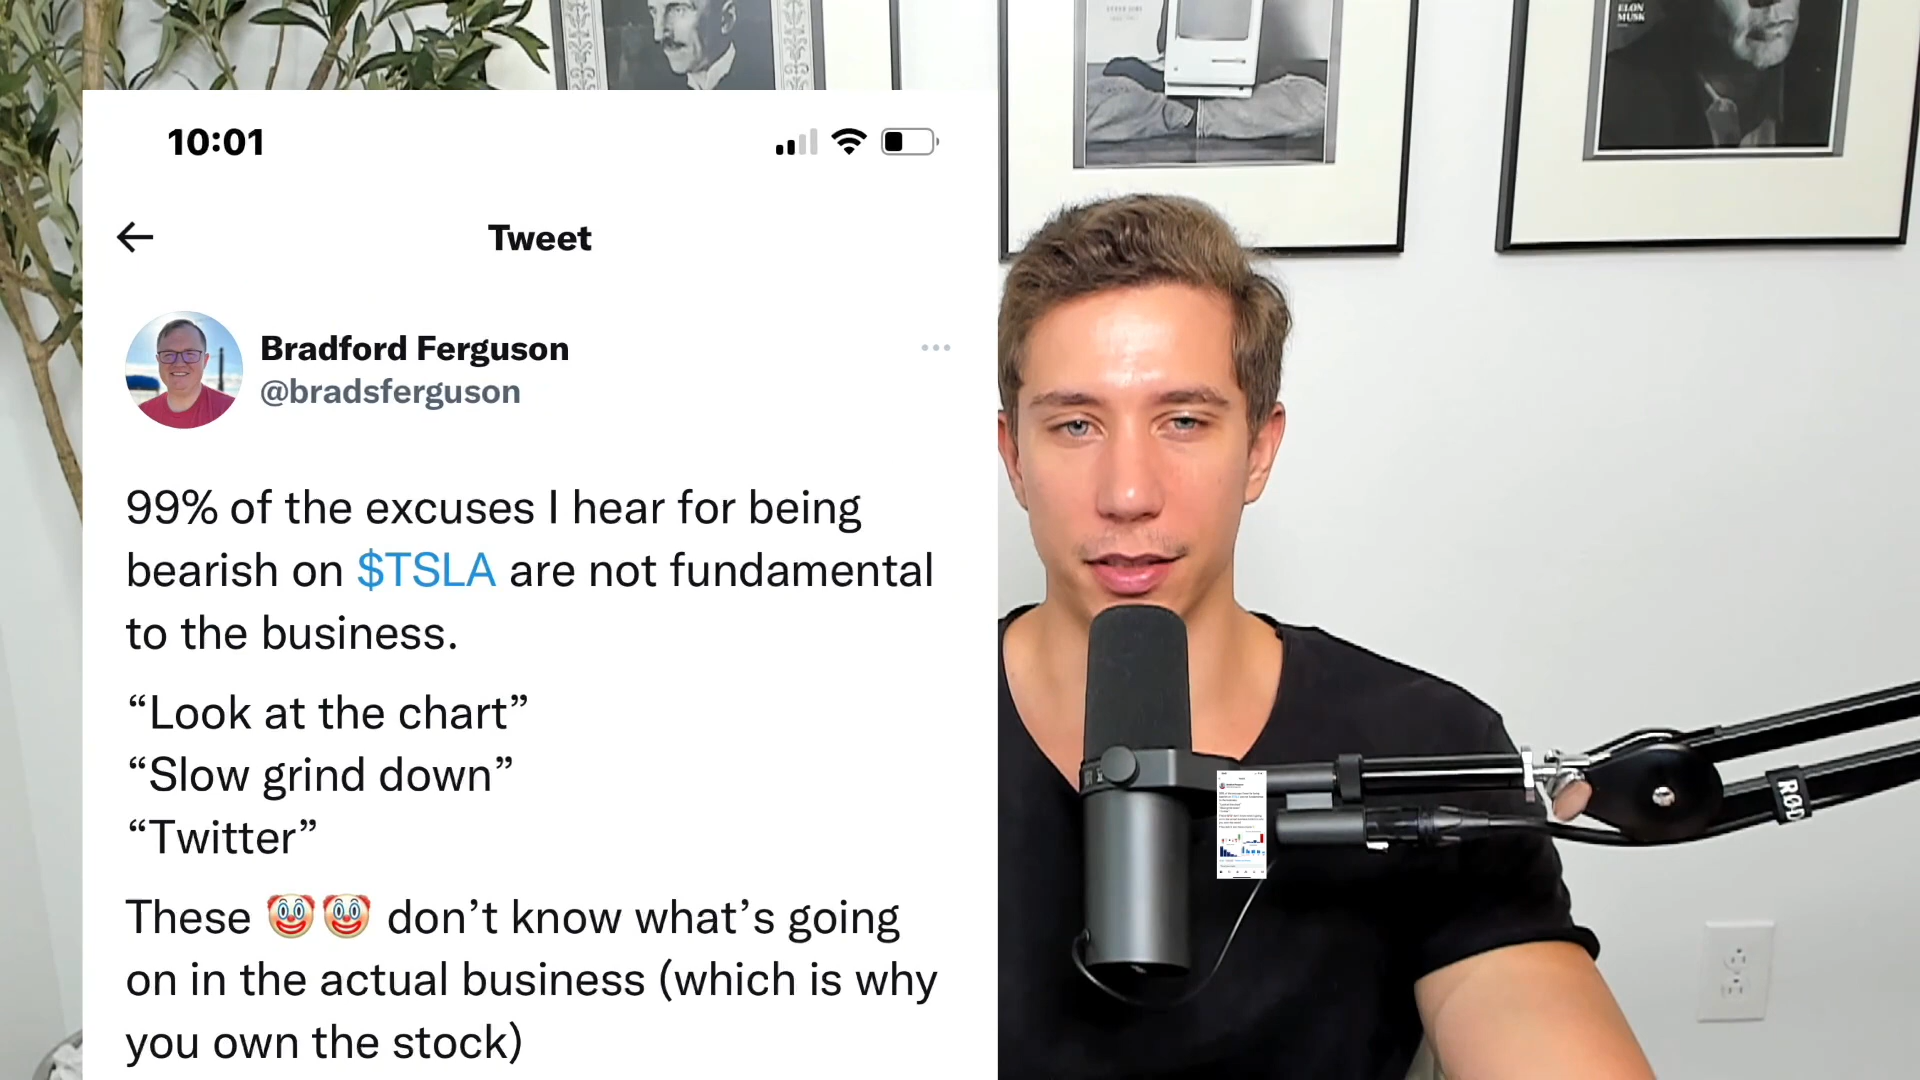 10:01
Tweet
Bradford Ferguson
@bradsferguson
99% of the excuses I hear for being
bearish on $TSLA are not fundamental
to the business.
“Look at the chart”
“Slow grind down”
“Twitter”
These 🤡🤡 don’t know what’s going
on in the actual business (which is why
you own the stock)
ELON
MUSK
RØD